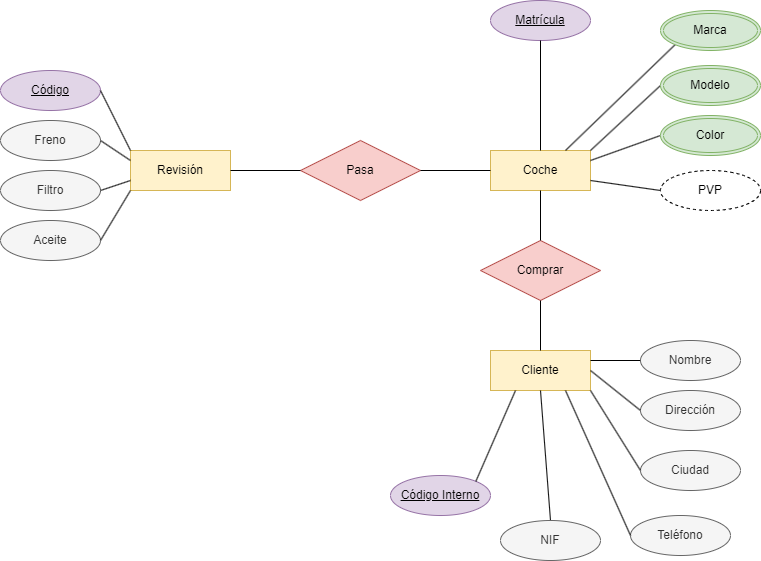 Matrícula
Marca
Modelo
Color
PVP
Código
Freno
Filtro
Aceite
Revisión
Pasa
Coche
Comprar
Cliente
Nombre
Dirección
Ciudad
Teléfono
Código Interno
NIF